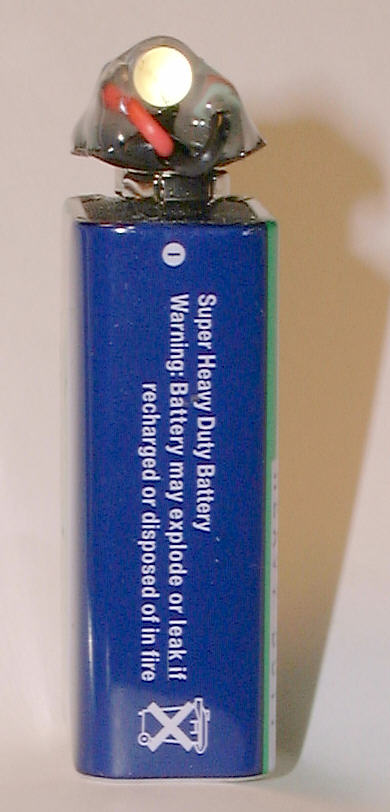 Super Heavy Duty Battery
Warning: Battery may explode or leak if
recharged or disposed of in fire